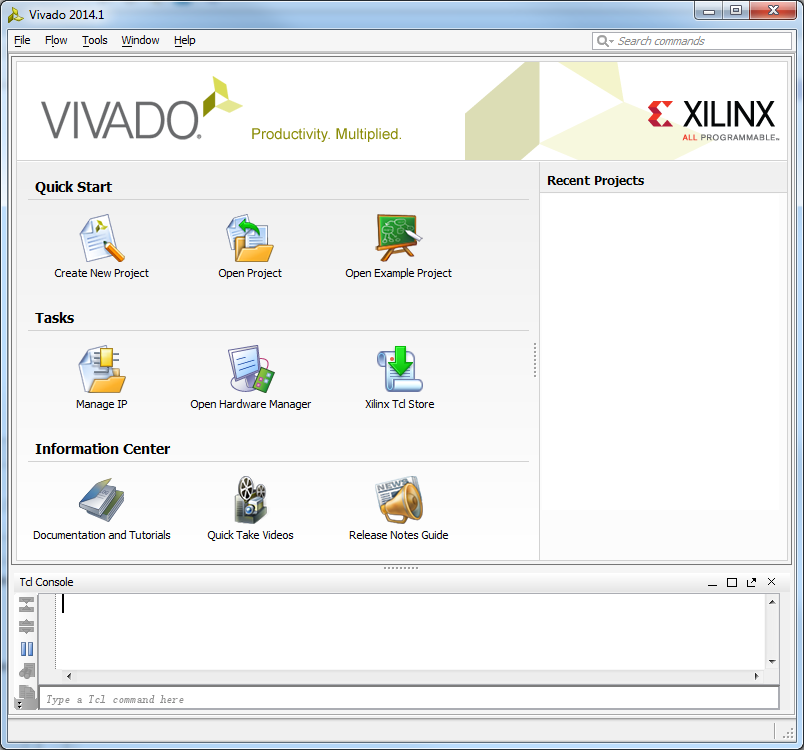 Vivado 2014.1
File Flow Tools Window Help
Search commands
VIVADO.
Productivity. Multiplied.
XILINX
ALL PROGRAMMABLE™
Quick Start
Create New Project
Open Project
Open Example Project
Tasks
Manage IP
Open Hardware Manager
Xilinx Tcl Store
Information Center
Documentation and Tutorials
Quick Take Videos
NEWS
Release Notes Guide
Recent Projects
Tcl Console
Type a Tcl command here